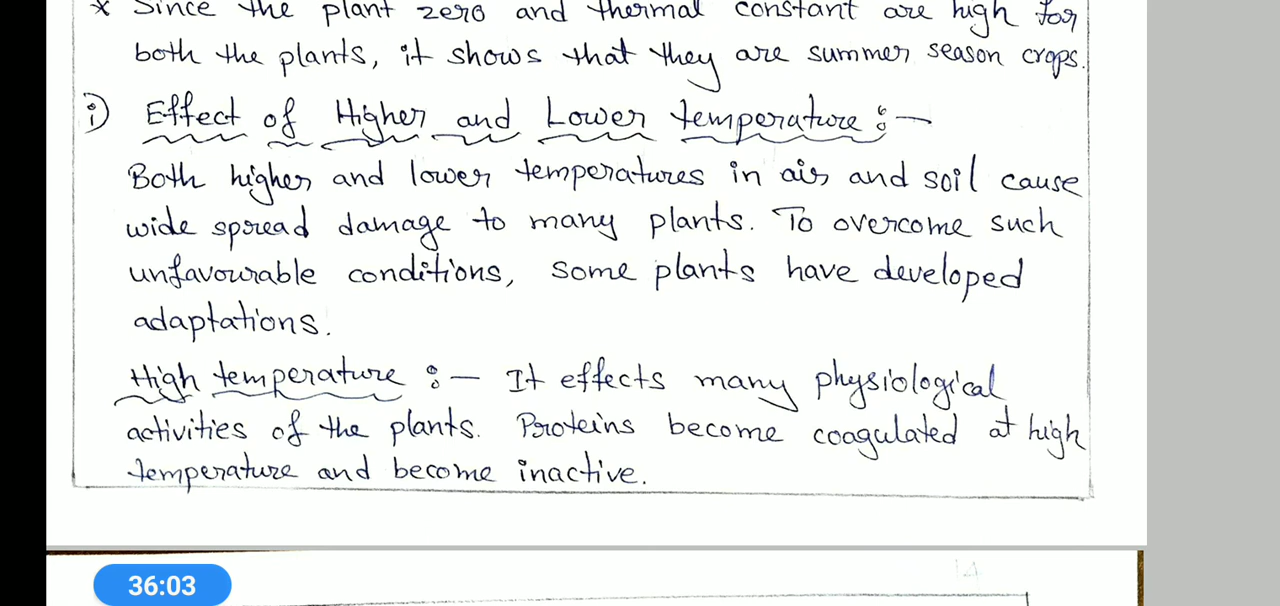 * Since the plant zero and thermal constant are high for
both the plants, it shows that they are summer season crops.
i) Effect of Higher and Lower temperature :—
Both higher and lower temperatures in air and soil cause
wide spread damage to many plants. To overcome such
unfavourable conditions, some plants have developed
adaptations.
High temperature :— It effects many physiological
activities of the plants. Proteins become coagulated at high
temperature and become inactive.
36:03